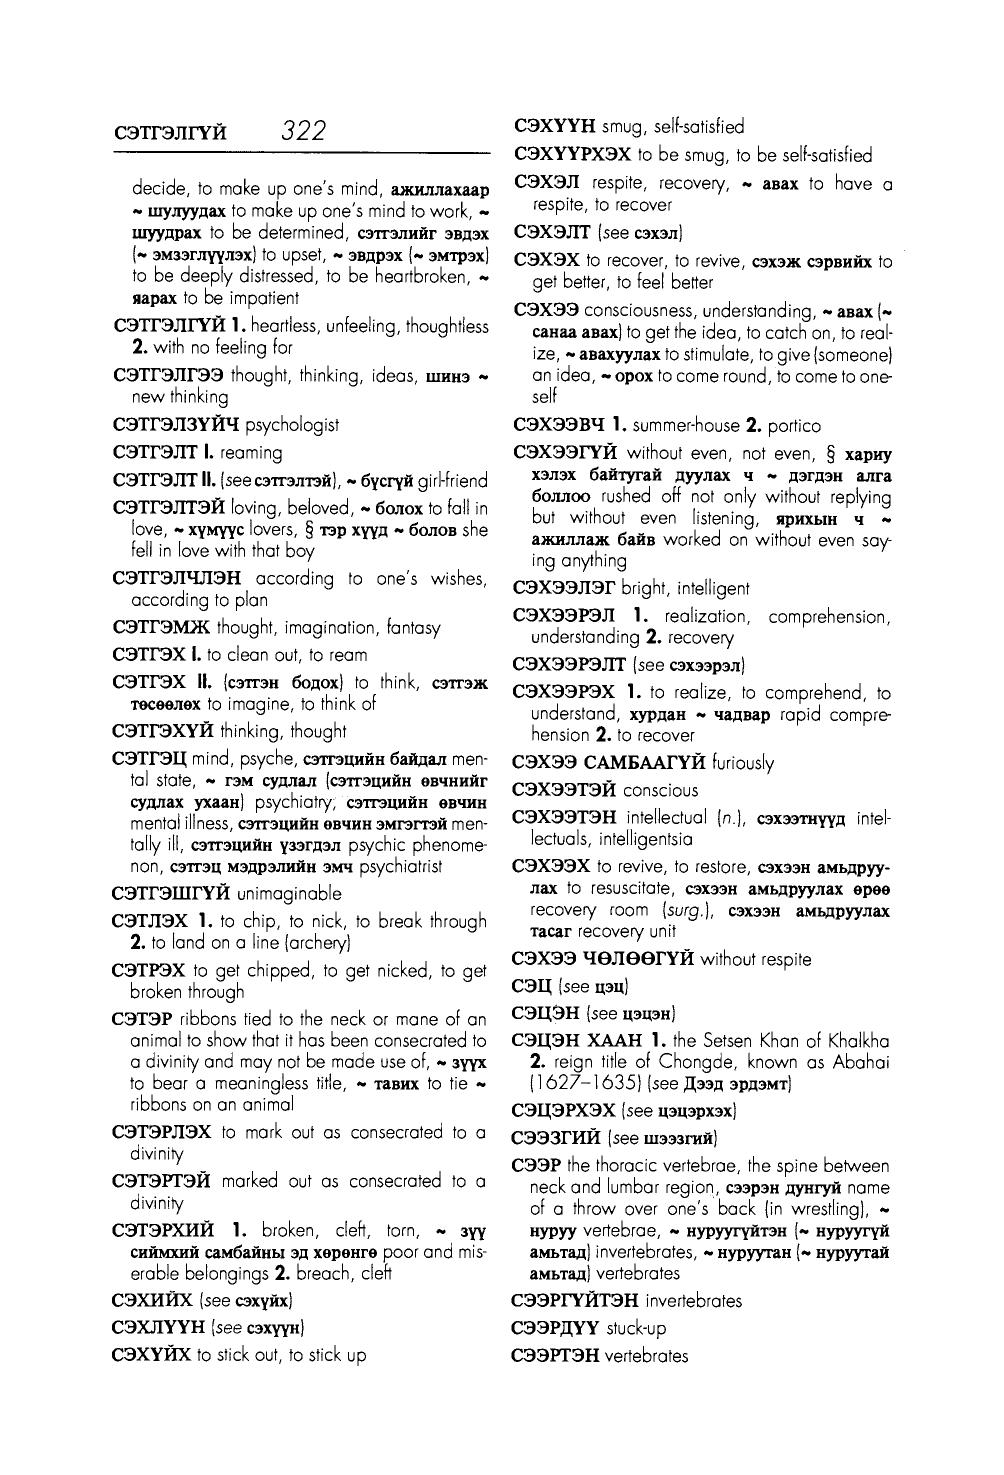 СЭТГЭЛГҮЙ 322
decide, to make up one's mind, ажиллахаар
~ шулуудах to make up one's mind to work, ~
шуудрах to be determined, сэтгэлийг эвдэх
(~ эмзэглүүлэх) to upset, ~ эвдрэх (~ эмтрэх)
to be deeply distressed, to be heartbroken, ~
яарах to be impatient
СЭТГЭЛГҮЙ 1. heartless, unfeeling, thoughtless
2. with no feeling for
СЭТГЭЛГЭЭ thought, thinking, ideas, шинэ ~
new thinking
СЭТГЭЛЗҮЙЧ psychologist
СЭТГЭЛТ I. reaming
СЭТГЭЛТ II. (see сэтгэлтэй), ~ бүсгүй girl-friend
СЭТГЭЛТЭЙ loving, beloved, ~ болох to fall in
love, ~ хүмүүс lovers, § тэр хүүд ~ болов she
fell in love with that boy
СЭТГЭЛЧЛЭН according to one's wishes,
according to plan
СЭТГЭМЖ thought, imagination, fantasy
СЭТГЭХ I. to clean out, to ream
СЭТГЭХ II. (сэтгэн бодох) to think, сэтгэж
төсөөлөх to imagine, to think of
СЭТГЭХҮЙ thinking, thought
СЭТГЭЦ mind, psyche, сэтгэцийн байдал men-
tal state, ~ гэм судлал (сэтгэцийн өвчнийг
судлах ухаан) psychiatry, сэтгэцийн өвчин
mental illness, сэтгэцийн өвчин эмгэгтэй men-
tally ill, сэтгэцийн үзэгдэл psychic phenome-
non, сэтгэц мэдрэлийн эмч psychiatrist
СЭТГЭШГҮЙ unimaginable
СЭТЛЭХ 1. to chip, to nick, to break through
2. to land on a line (archery)
СЭТРЭХ to get chipped, to get nicked, to get
broken through
СЭТЭР ribbons tied to the neck or mane of an
animal to show that it has been consecrated to
a divinity and may not be made use of, ~ зүүх
to bear a meaningless title, ~ тавих to tie ~
ribbons on an animal
СЭТЭРЛЭХ to mark out as consecrated to a
divinity
СЭТЭРТЭЙ marked out as consecrated to a
divinity
СЭТЭРХИЙ 1. broken, cleft, torn, ~ зүү
сиймхий самбайны эд хөрөнгө poor and mis-
erable belongings 2. breach, cleft
СЭХИЙХ (see сэхүйх)
СЭХЛҮҮН (see сэхүүн)
СЭХҮЙХ to stick out, to stick up
СЭХҮҮН smug, self-satisfied
СЭХҮҮРХЭХ to be smug, to be self-satisfied
СЭХЭЛ respite, recovery, ~ авах to have a
respite, to recover
СЭХЭЛТ (see сэхэл)
СЭХЭХ to recover, to revive, сэхэж сэрвийх to
get better, to feel better
СЭХЭЭ consciousness, understanding, ~ авах (~
санаа авах) to get the idea, to catch on, to real-
ize, ~ авахуулах to stimulate, to give (someone)
an idea, ~ орох to come round, to come to one-
self
СЭХЭЭВЧ 1. summer-house 2. portico
СЭХЭЭГҮЙ without even, not even, § хариу
хэлэх байтугай дуулах ч ~ дэгдэн алга
боллоо rushed off not only without replying
but without even listening, ярихын ч ~
ажиллаж байв worked on without even say-
ing anything
СЭХЭЭЛЭГ bright, intelligent
СЭХЭЭРЭЛ 1. realization, comprehension,
understanding 2. recovery
СЭХЭЭРЭЛТ (see сэхээрэл)
СЭХЭЭРЭХ 1. to realize, to comprehend, to
understand, хурдан ~ чадвар rapid compre-
hension 2. to recover
СЭХЭЭ САМБААГҮЙ furiously
СЭХЭЭТЭЙ conscious
СЭХЭЭТЭН intellectual (n.), сэхээтнүүд intel-
lectuals, intelligentsia
СЭХЭЭХ to revive, to restore, сэхээн амьдруу-
лах to resuscitate, сэхээн амьдруулах өрөө
recovery room (surg.), сэхээн амьдруулах
тасаг recovery unit
СЭХЭЭ ЧӨЛӨӨГҮЙ without respite
СЭЦ (see цэц)
СЭЦЭН (see цэцэн)
СЭЦЭН ХААН 1. the Setsen Khan of Khalkha
2. reign title of Chongde, known as Abahai
(1627–1635) (see Дээд эрдэмт)
СЭЦЭРХЭХ (see цэцэрхэх)
СЭЭЗГИЙ (see шээзгий)
СЭЭР the thoracic vertebrae, the spine between
neck and lumbar region, сээрэн дунгуй name
of a throw over one's back (in wrestling), ~
нуруу vertebrae, ~ нуруугүйтэн (~ нуруугүй
амьтад) invertebrates, ~ нуруутан (~ нуруутай
амьтад) vertebrates
СЭЭРГҮЙТЭН invertebrates
СЭЭРДҮҮ stuck-up
СЭЭРТЭН vertebrates